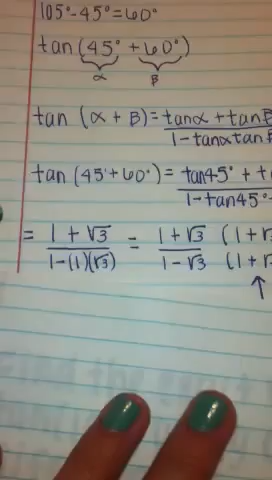 105° - 45° = 60°
tan (45° + 60°)
α β
tan (α + β) = tanα + tanβ / 1 - tanα tan
tan (45° + 60°) = tan45° + t / 1 - tan45°
= 1 + √3 / 1 - (1)(√3) = 1 + √3 / 1 - √3 (1 + √ / (1 + √
↑